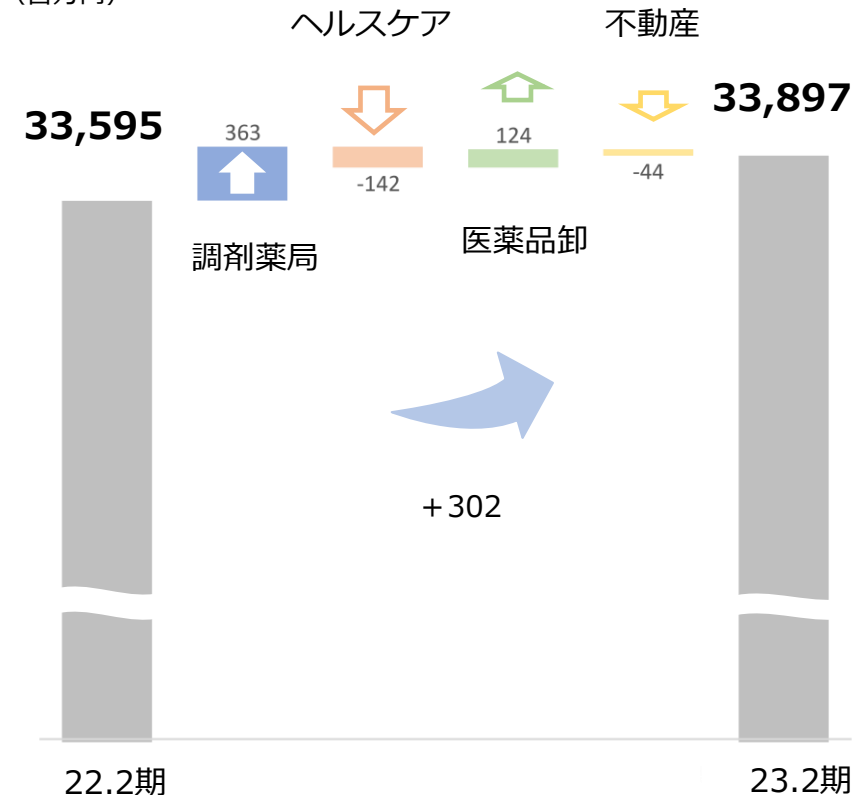 ヘルスケア
不動産
33,595
33,897
363
-142
124
-44
調剤薬局
医薬品卸
+302
22.2期
23.2期